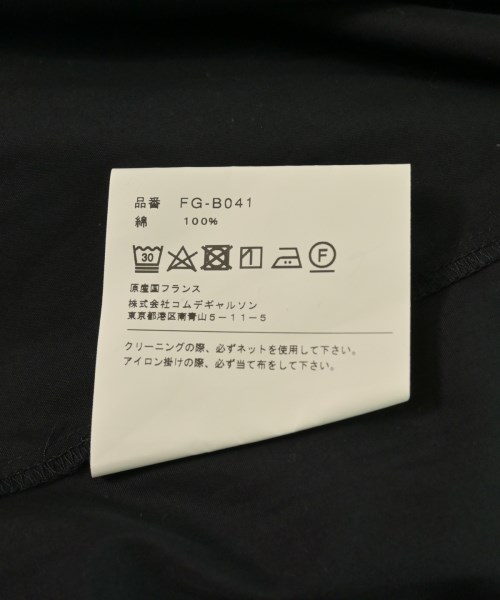 品番 FG-B041
綿 100%
30 F
原産国フランス
株式会社コムデギャルソン
東京都港区南青山5-11-5
クリーニングの際、必ずネットを使用して下さい。
アイロン掛けの際、必ず当て布をして下さい。